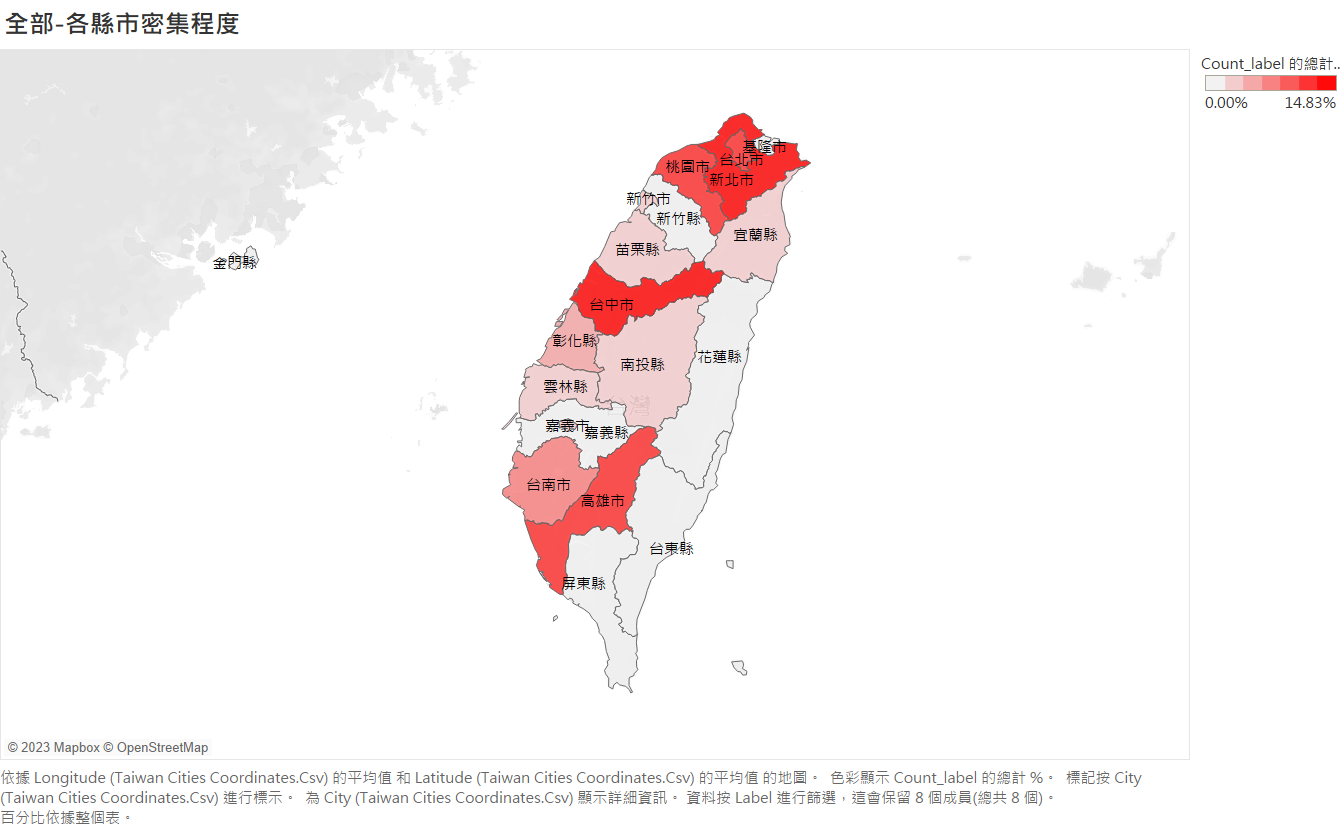 全部-各縣市密集程度
Count_label 的總計..
0.00% 14.83%
基隆市
台北市
桃園市
新北市
新竹市
新竹縣
宜蘭縣
苗栗縣
金門縣
台中市
彰化縣
花蓮縣
南投縣
雲林縣
台灣
嘉義市
嘉義縣
台南市
高雄市
台東縣
屏東縣
© 2023 Mapbox © OpenStreetMap
依據 Longitude (Taiwan Cities Coordinates.Csv) 的平均值 和 Latitude (Taiwan Cities Coordinates.Csv) 的平均值 的地圖。 色彩顯示 Count_label 的總計 %。 標記按 City
(Taiwan Cities Coordinates.Csv) 進行標示。 為 City (Taiwan Cities Coordinates.Csv) 顯示詳細資訊。 資料按 Label 進行篩選，這會保留 8 個成員(總共 8 個)。
百分比依據整個表。